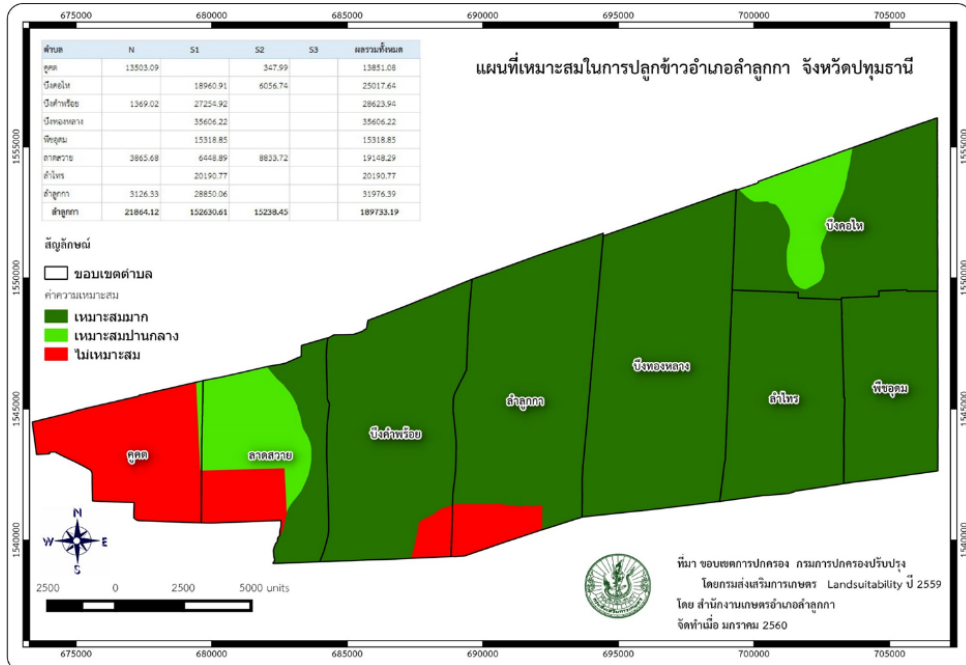 675000 680000 685000 690000 695000 700000 705000
แผนที่เหมาะสมในการปลูกข้าวอำเภอลำลูกกา จังหวัดปทุมธานี
ตำบล N S1 S2 S3 ผลรวมทั้งหมด
คูคต 13503.09 347.99 13851.08
บึงคอไห 18960.91 6056.74 25017.64
บึงคำพร้อย 1369.02 27254.92 28623.94
บึงทองหลาง 35606.22 35606.22
พืชอุดม 15318.85 15318.85
ลาดสวาย 3865.68 6448.89 8833.72 19148.29
ลำไทร 20190.77 20190.77
ลำลูกกา 3126.33 28850.06 31976.39
ลำลูกกา 21864.12 152630.61 15238.45 189733.19
สัญลักษณ์
ขอบเขตตำบล
ค่าความเหมาะสม
เหมาะสมมาก
เหมาะสมปานกลาง
ไม่เหมาะสม
1555000
1550000
1545000
1540000
1555000
1550000
1545000
1540000
บึงคอไห
บึงทองหลาง
พืชอุดม
ลำไทร
ลำลูกกา
บึงคำพร้อย
คูคต
ลาดสวาย
N
W E
S
2500 0 2500 5000 units
ที่มา ขอบเขตการปกครอง กรมการปกครองปรับปรุง
โดยกรมส่งเสริมการเกษตร Landsuitability ปี 2559
โดย สำนักงานเกษตรอำเภอลำลูกกา
จัดทำเมื่อ มกราคม 2560
675000 680000 685000 690000 695000 700000 705000